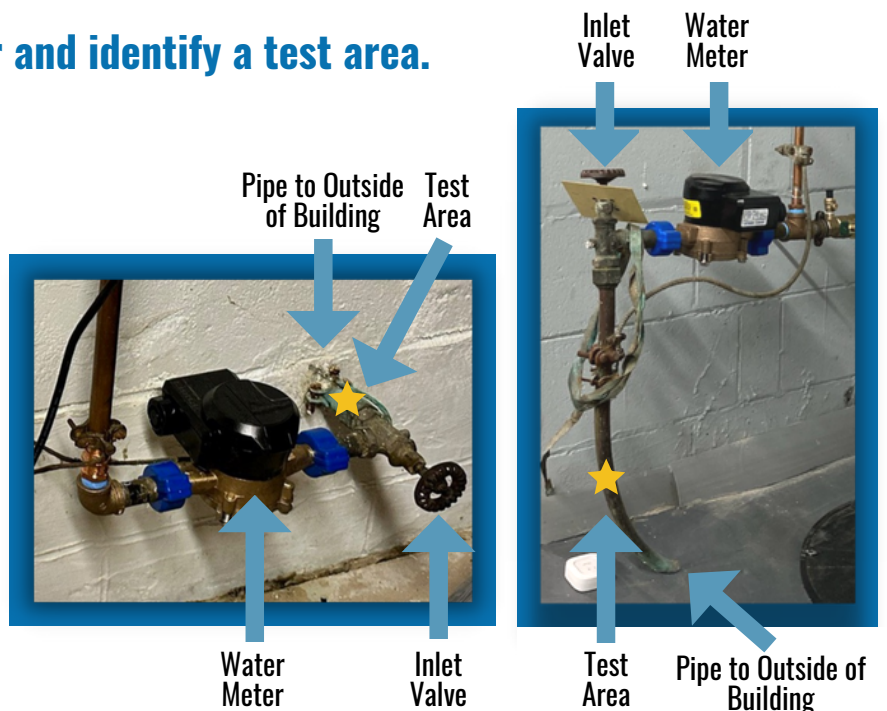 r and identify a test area.
Inlet
Valve
Water
Meter
Pipe to Outside
of Building
Test
Area
Water
Meter
Inlet
Valve
Test
Area
Pipe to Outside of
Building